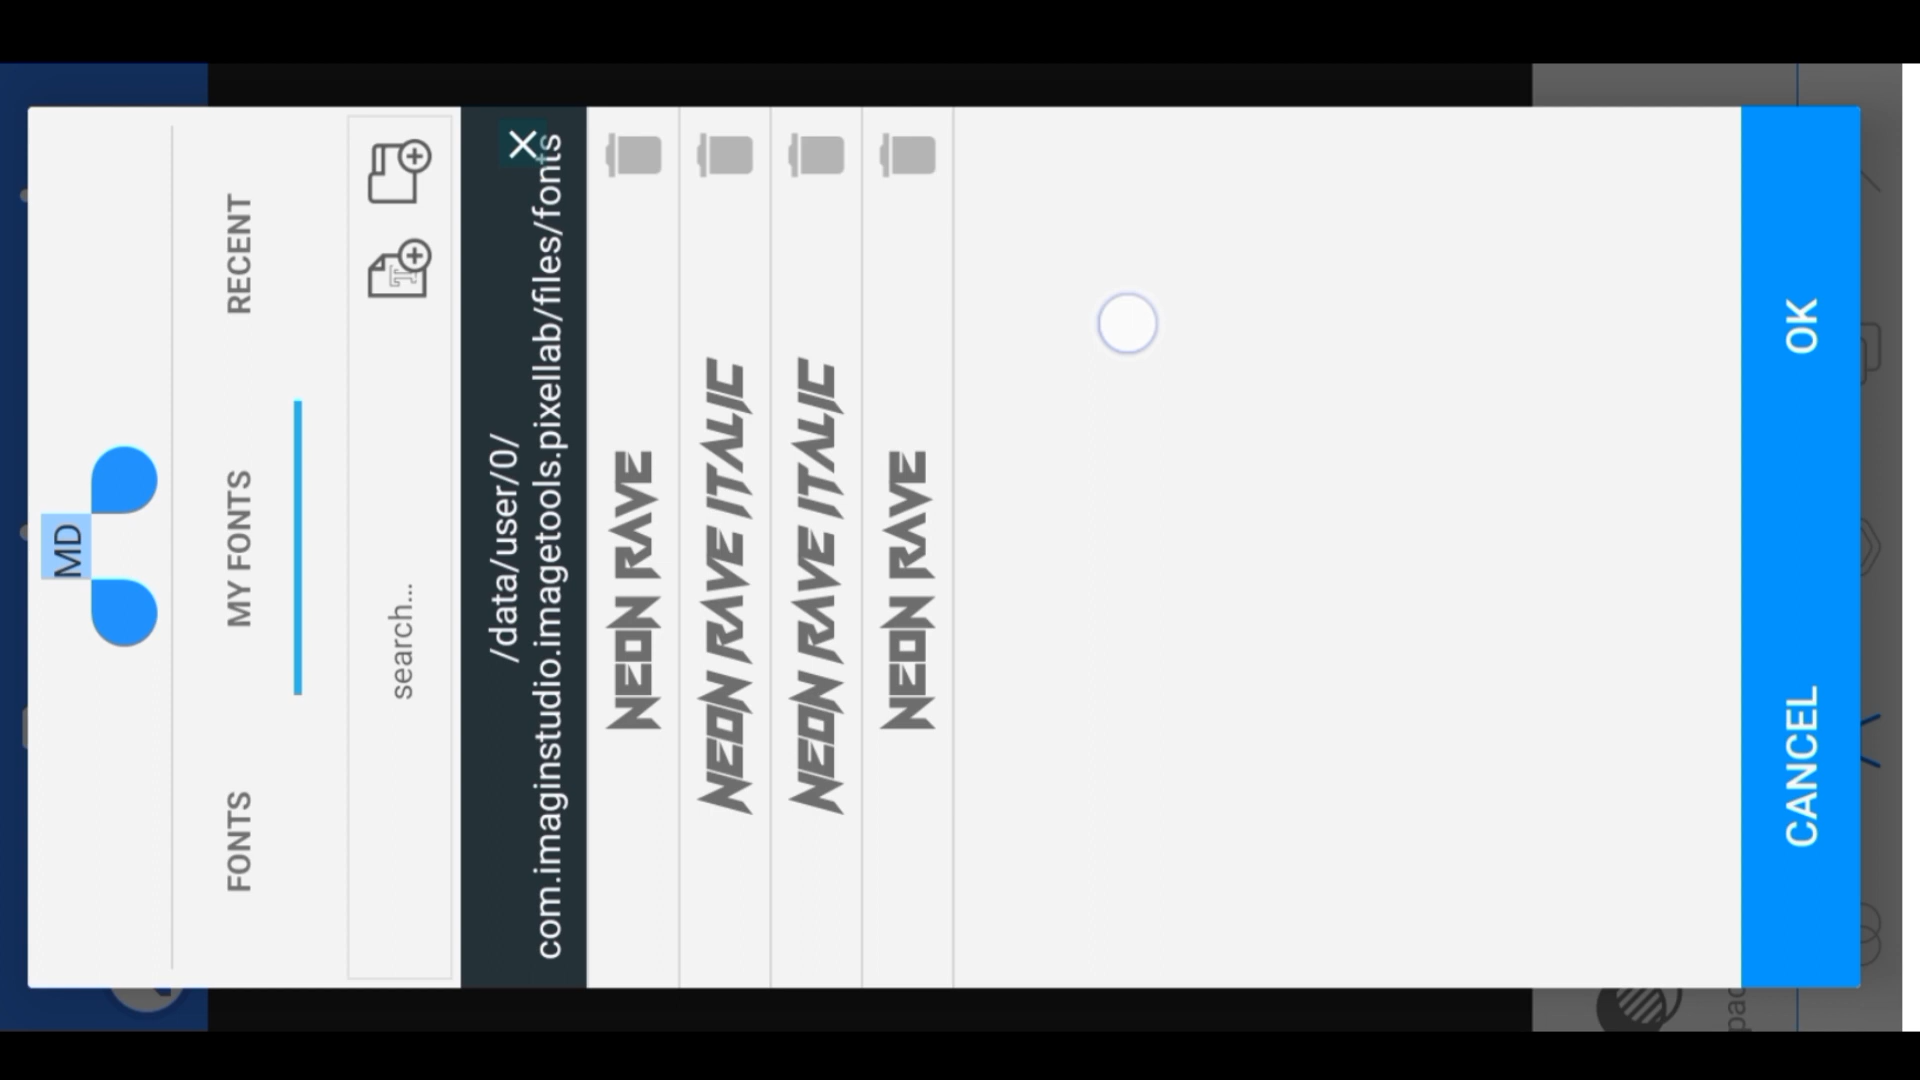 MD
FONTS MY FONTS RECENT
search...
/data/user/0/
com.imaginstudio.imagetools.pixellab/files/fonts
NEON RAVE
NEON RAVE ITALIC
NEON RAVE ITALIC
NEON RAVE
CANCEL OK